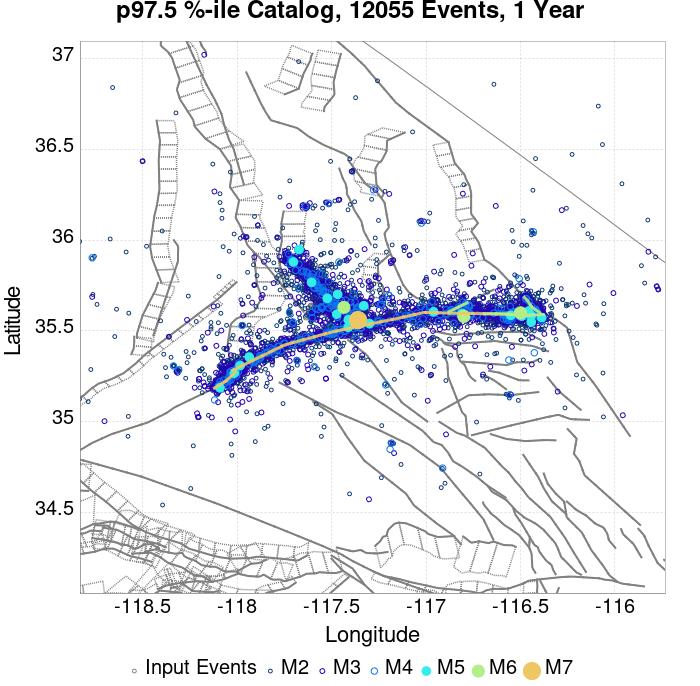 p97.5 %-ile Catalog, 12055 Events, 1 Year
37
36.5
36
35.5
35
34.5
Latitude
-118.5 -118 -117.5 -117 -116.5 -116
Longitude
Input Events M2 M3 M4 M5 M6 M7